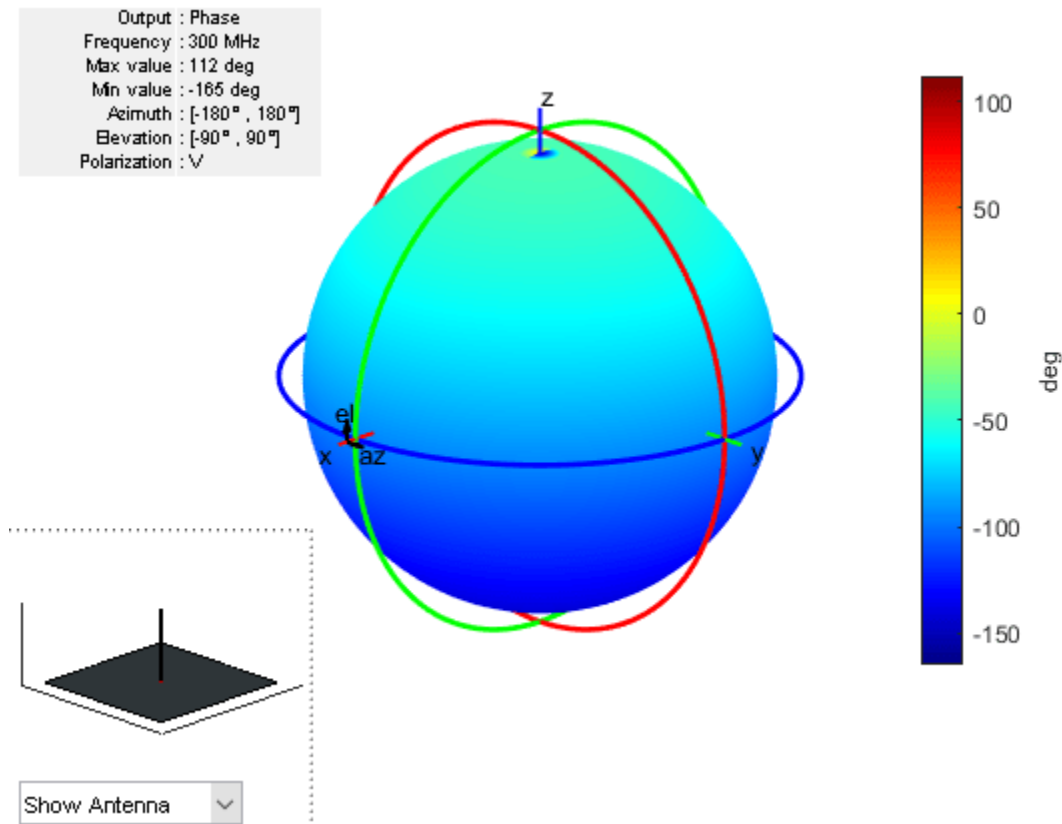 Output : Phase
Frequency : 300 MHz
Max value : 112 deg
Min value : -165 deg
Azimuth : [-180° , 180°]
Elevation : [-90° , 90°]
Polarization : V
z
el
x
az
y
100
50
0
-50
-100
-150
deg
Show Antenna